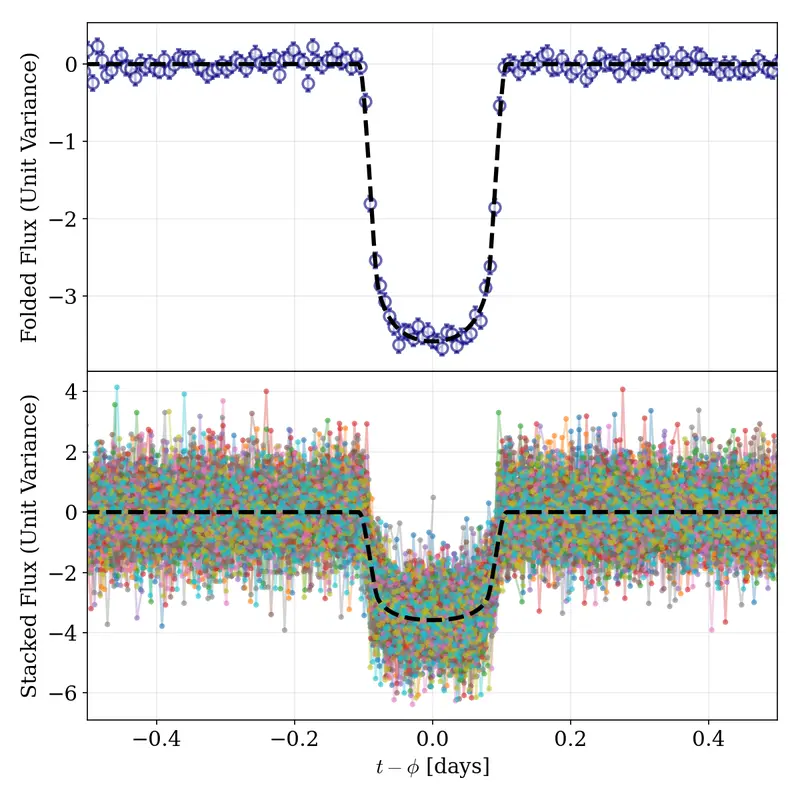 Folded Flux (Unit Variance)
0
−1
−2
−3
Stacked Flux (Unit Variance)
4
2
0
−2
−4
−6
−0.4 −0.2 0.0 0.2 0.4
t − ϕ [days]